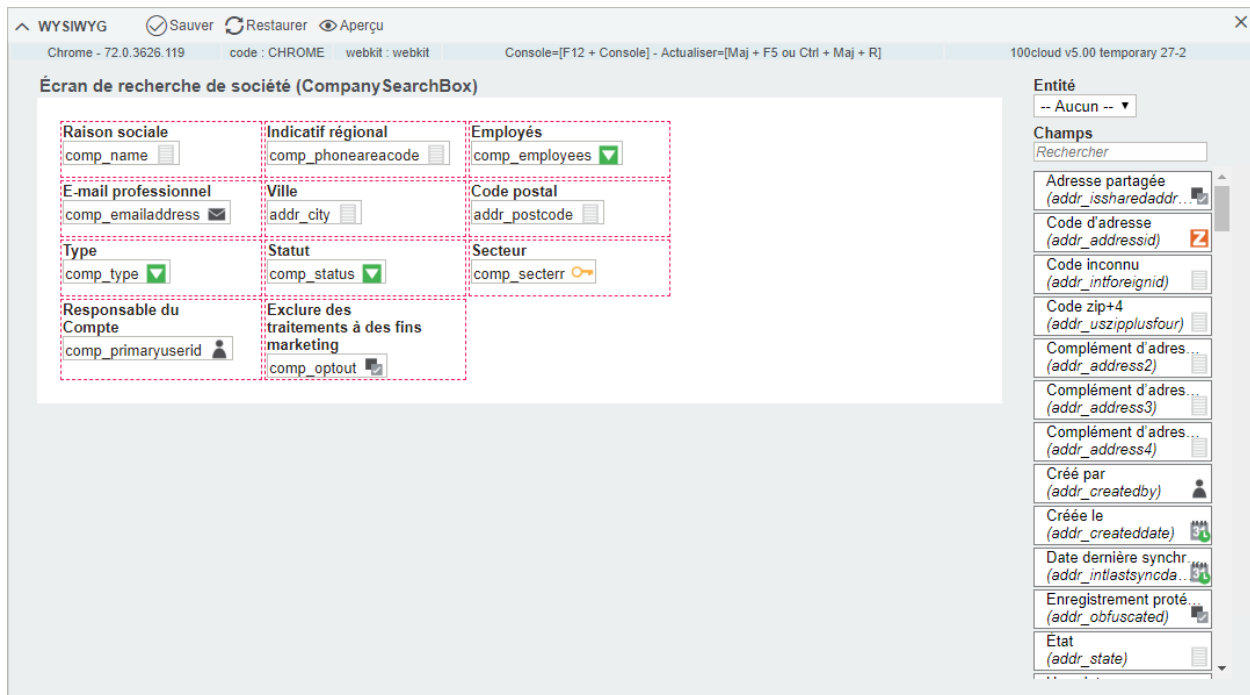 WYSIWYG Sauver Restaurer Aperçu
Chrome - 72.0.3626.119 code : CHROME webkit : webkit Console=[F12 + Console] - Actualiser=[Maj + F5 ou Ctrl + Maj + R] 100cloud v5.00 temporary 27-2
Écran de recherche de société (CompanySearchBox)
Raison sociale
comp_name
Indicatif régional
comp_phoneareacode
Employés
comp_employees
E-mail professionnel
comp_emailaddress
Ville
addr_city
Code postal
addr_postcode
Type
comp_type
Statut
comp_status
Secteur
comp_secterr
Responsable du
Compte
comp_primaryuserid
Exclure des
traitements à des fins
marketing
comp_optout
Entité
-- Aucun --
Champs
Rechercher
Adresse partagée
(addr_issharedaddr...
Code d'adresse
(addr_addressid)
Code inconnu
(addr_intforeignid)
Code zip+4
(addr_uszipplusfour)
Complément d'adres...
(addr_address2)
Complément d'adres...
(addr_address3)
Complément d'adres...
(addr_address4)
Créé par
(addr_createdby)
Créée le
(addr_createddate)
Date dernière synchr...
(addr_intlastsyncda...
Enregistrement proté...
(addr_obfuscated)
État
(addr_state)